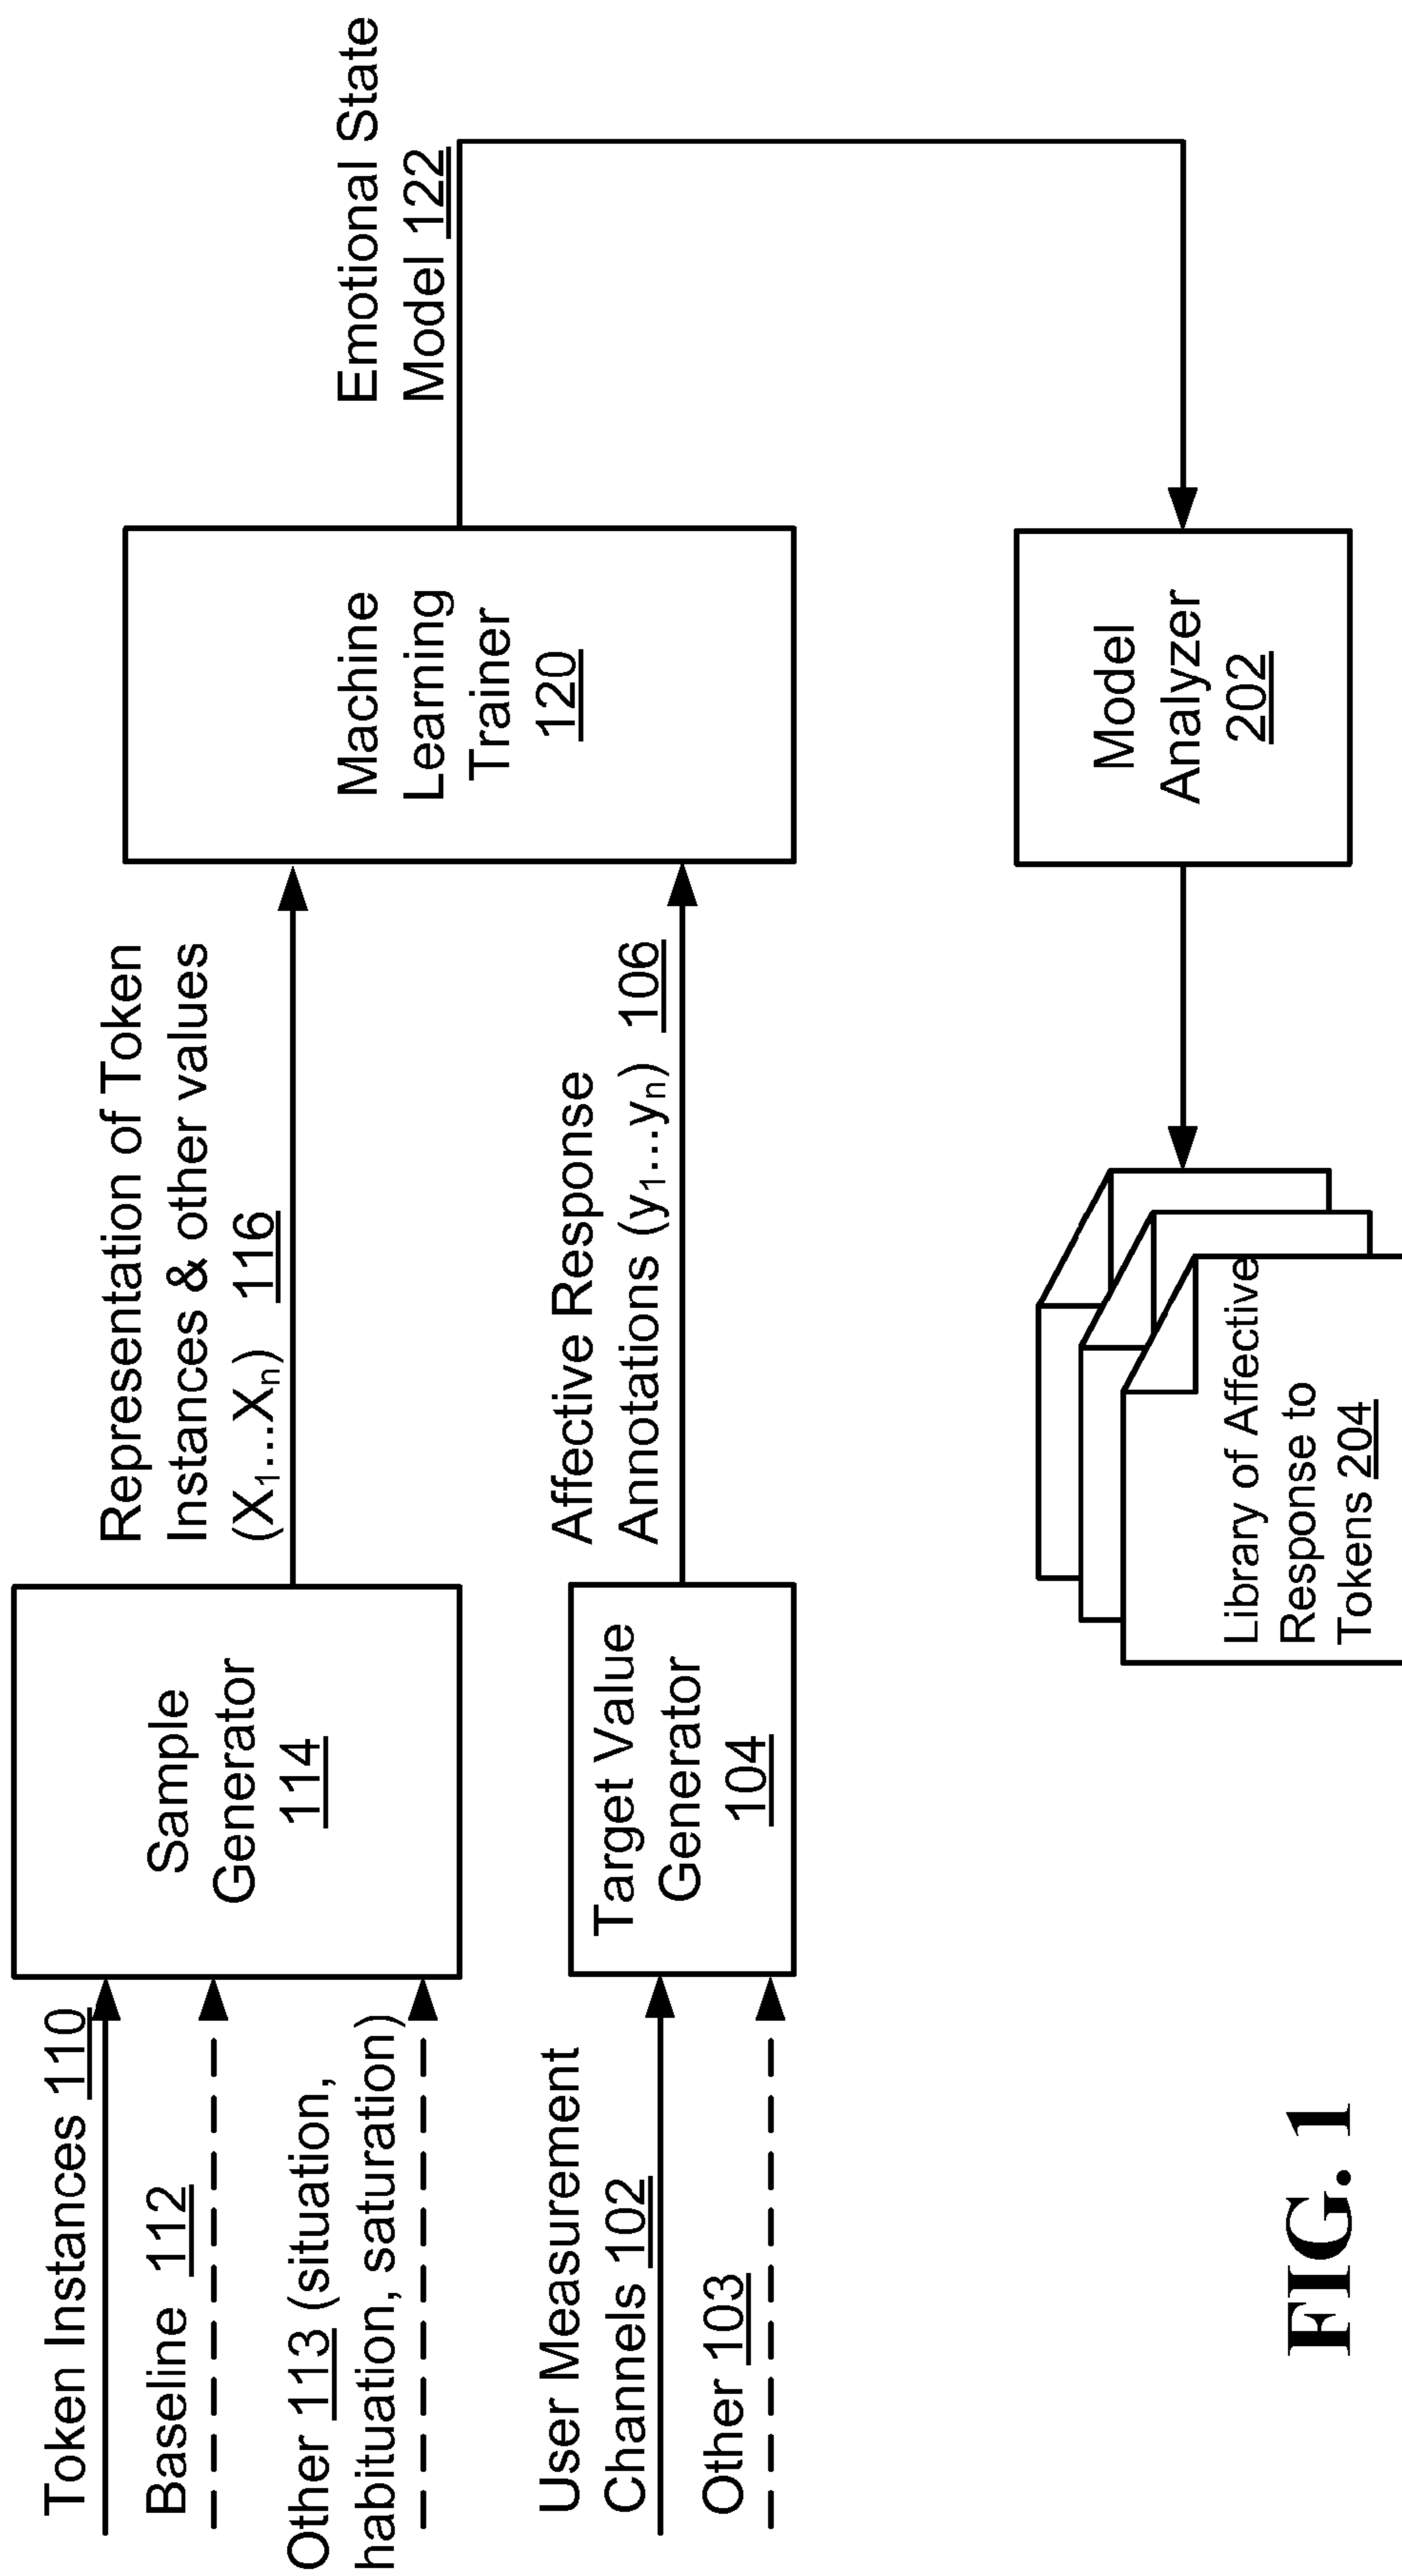 Token Instances 110
Baseline 112
Other 113 (situation,
habituation, saturation)
Sample
Generator
114
Representation of Token
Instances & other values
(X₁...Xₙ) 116
User Measurement
Channels 102
Other 103
Target Value
Generator
104
Affective Response
Annotations (y₁...yₙ) 106
Machine
Learning
Trainer
120
Emotional State
Model 122
Model
Analyzer
202
Library of Affective
Response to
Tokens 204
FIG. 1